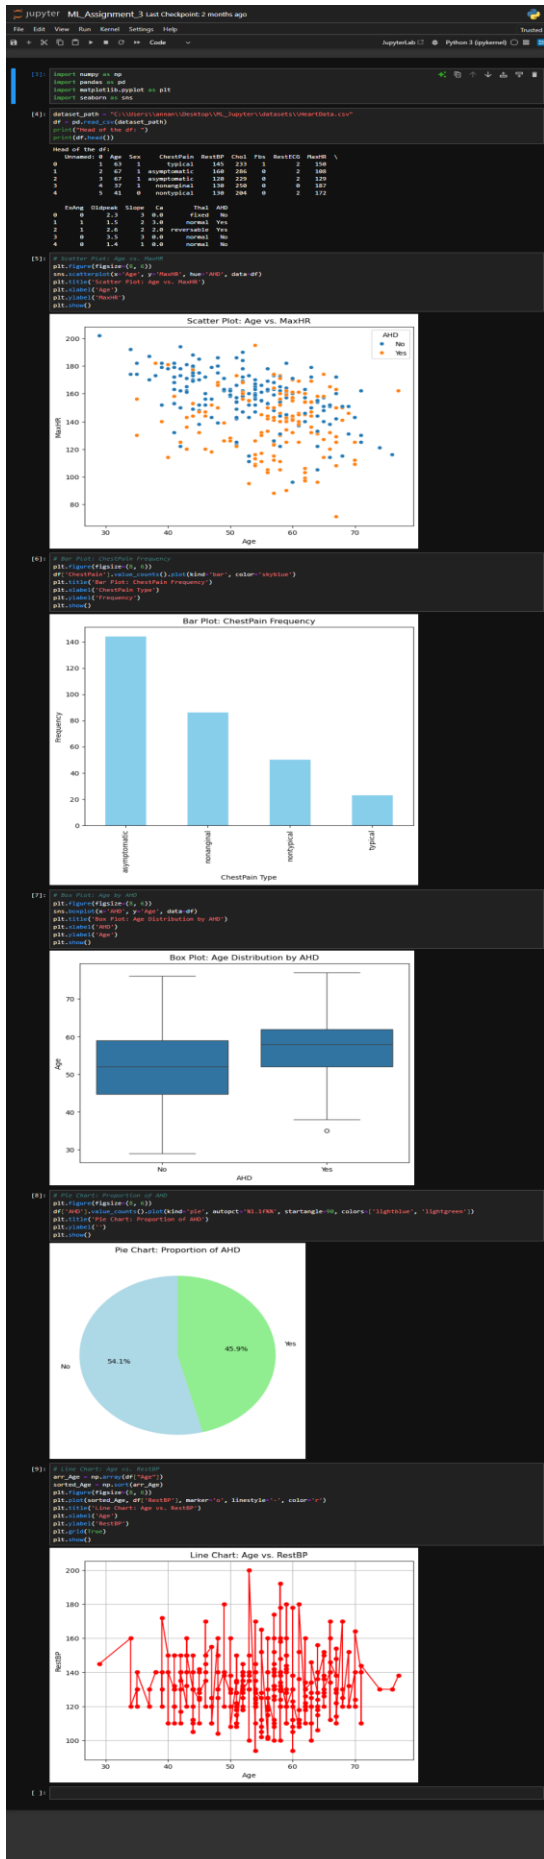 jupyter ML_Assignment_3 Last Checkpoint: 2 months ago
File Edit View Run Kernel Settings Help Trusted
Code JupyterLab Python 3 (ipykernel)
[3]: import numpy as np
import pandas as pd
import matplotlib.pyplot as plt
import seaborn as sns
[4]: dataset_path = "C:\\Users\\annan\\Desktop\\ML_Jupyter\\datasets\\HeartData.csv"
df = pd.read_csv(dataset_path)
print("Head of the df: ")
print(df.head())
Head of the df:
Unnamed: 0 Age Sex ChestPain RestBP Chol Fbs RestECG MaxHR \
0 1 63 1 typical 145 233 1 2 150
1 2 67 1 asymptomatic 160 286 0 2 108
2 3 67 1 asymptomatic 120 229 0 2 129
3 4 37 1 nonanginal 130 250 0 0 187
4 5 41 0 nontypical 130 204 0 2 172
ExAng Oldpeak Slope Ca Thal AHD
0 0 2.3 3 0.0 fixed No
1 1 1.5 2 3.0 normal Yes
2 1 2.6 2 2.0 reversable Yes
3 0 3.5 3 0.0 normal No
4 0 1.4 1 0.0 normal No
[5]: # Scatter Plot: Age vs. MaxHR
plt.figure(figsize=(8, 6))
sns.scatterplot(x='Age', y='MaxHR', hue='AHD', data=df)
plt.title('Scatter Plot: Age vs. MaxHR')
plt.xlabel('Age')
plt.ylabel('MaxHR')
plt.show()
Scatter Plot: Age vs. MaxHR
AHD
No
Yes
200
180
160
140
120
100
80
MaxHR
30 40 50 60 70
Age
[6]: # Bar Plot: ChestPain Frequency
plt.figure(figsize=(8, 6))
df['ChestPain'].value_counts().plot(kind='bar', color='skyblue')
plt.title('Bar Plot: ChestPain Frequency')
plt.xlabel('ChestPain Type')
plt.ylabel('Frequency')
plt.show()
Bar Plot: ChestPain Frequency
140
120
100
80
60
40
20
0
Frequency
asymptomatic nonanginal nontypical typical
ChestPain Type
[7]: # Box Plot: Age by AHD
plt.figure(figsize=(8, 6))
sns.boxplot(x='AHD', y='Age', data=df)
plt.title('Box Plot: Age Distribution by AHD')
plt.xlabel('AHD')
plt.ylabel('Age')
plt.show()
Box Plot: Age Distribution by AHD
70
60
50
40
30
Age
No Yes
AHD
[8]: # Pie Chart: Proportion of AHD
plt.figure(figsize=(8, 6))
df['AHD'].value_counts().plot(kind='pie', autopct='%1.1f%%', startangle=90, colors=['lightblue', 'lightgreen'])
plt.title('Pie Chart: Proportion of AHD')
plt.ylabel('')
plt.show()
Pie Chart: Proportion of AHD
45.9% Yes
No 54.1%
[9]: # Line Chart: Age vs. RestBP
arr_Age = np.array(df["Age"])
sorted_Age = np.sort(arr_Age)
plt.figure(figsize=(8, 6))
plt.plot(sorted_Age, df['RestBP'], marker='o', linestyle='-', color='r')
plt.title('Line Chart: Age vs. RestBP')
plt.xlabel('Age')
plt.ylabel('RestBP')
plt.grid(True)
plt.show()
Line Chart: Age vs. RestBP
200
180
160
140
120
100
RestBP
30 40 50 60 70
Age
[ ]: